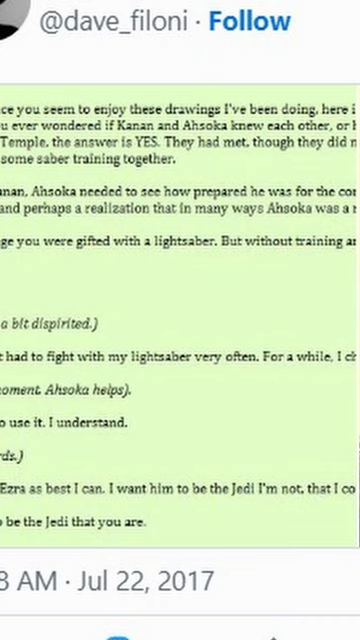 @dave_filoni · Follow
ce you seem to enjoy these drawings I've been doing, here i
u ever wondered if Kanan and Ahsoka knew each other, or h
Temple, the answer is YES. They had met, though they did n
some saber training together.
nan, Ahsoka needed to see how prepared he was for the con
and perhaps a realization that in many ways Ahsoka was a r
ge you were gifted with a lightsaber. But without training an
a bit dispirited.)
t had to fight with my lightsaber very often. For a while, I ch
oment. Ahsoka helps).
o use it. I understand.
rds.)
Ezra as best I can. I want him to be the Jedi I'm not, that I co
o be the Jedi that you are.
8 AM · Jul 22, 2017